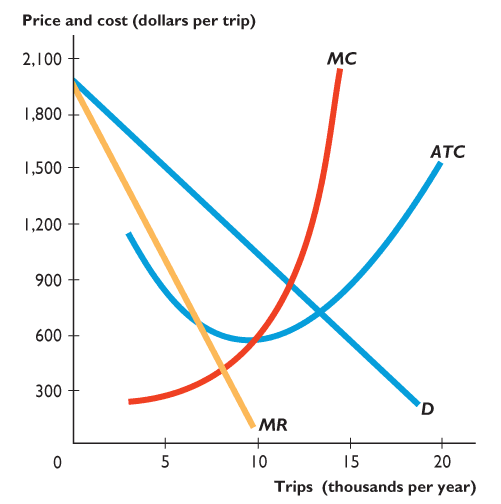 Price and cost (dollars per trip)
2,100
MC
1,800
ATC
1,500
1,200
900
600
300
D
MR
0 5 10 15 20
Trips (thousands per year)